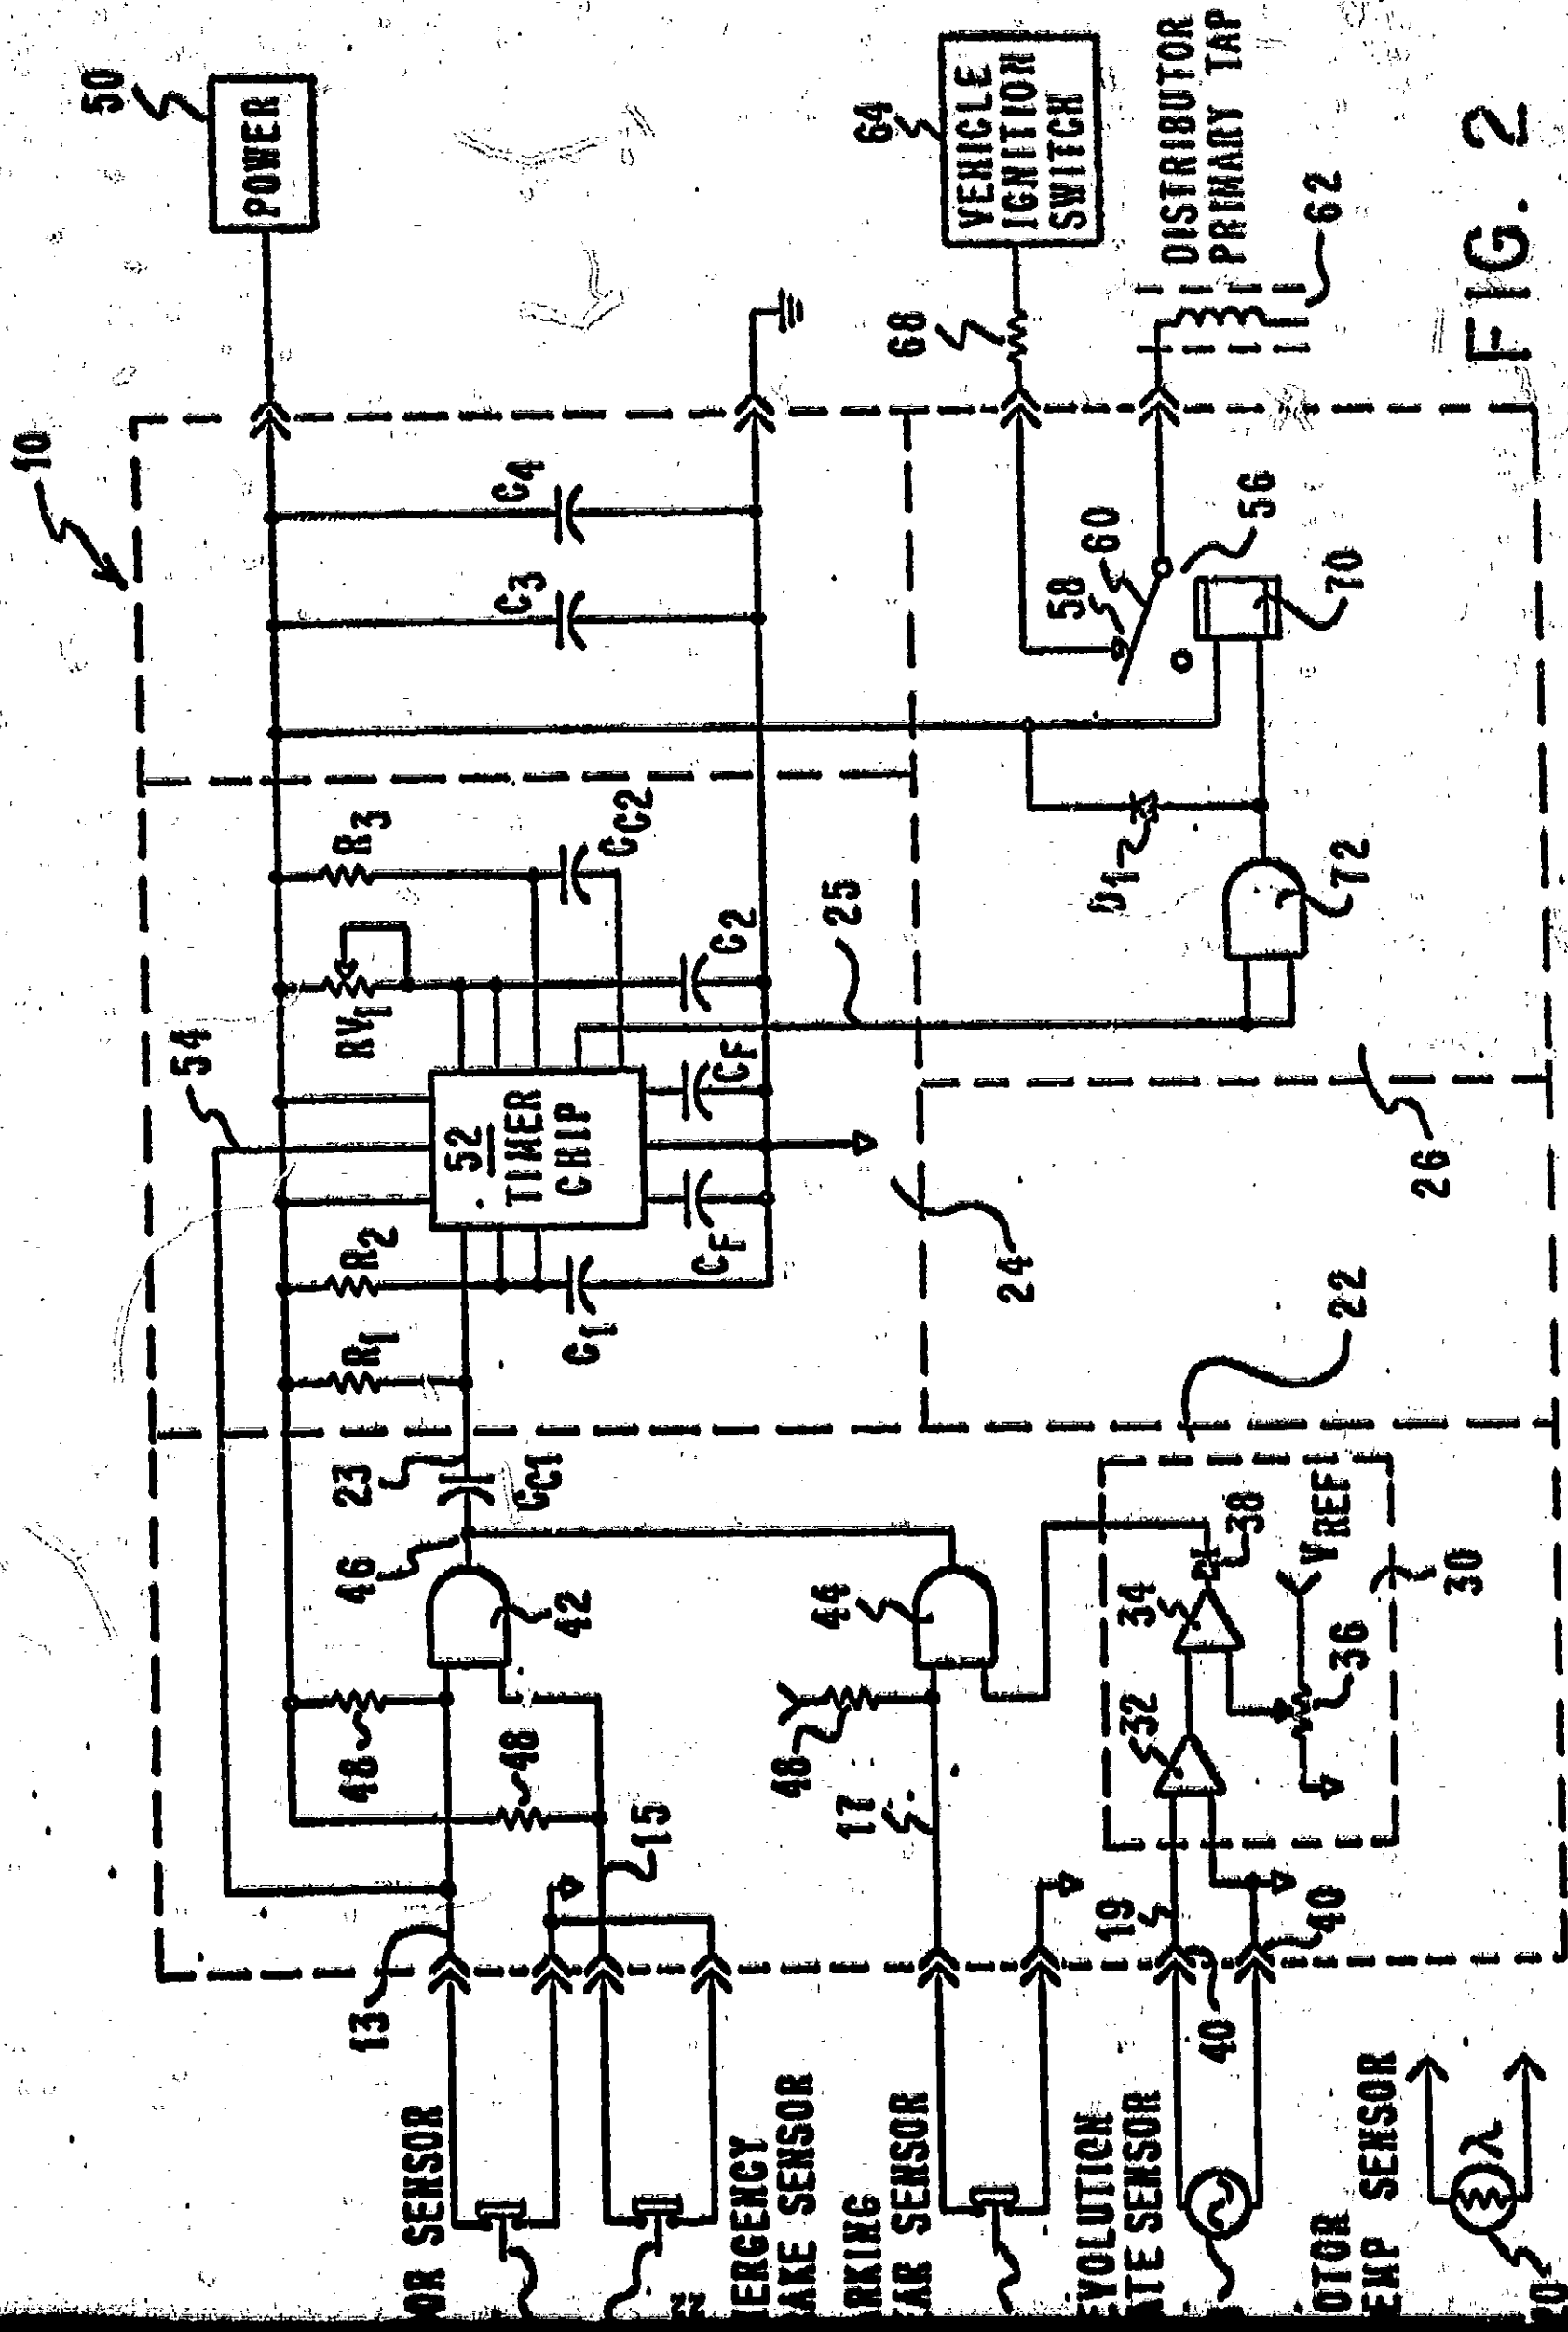 FIG. 2
10
50
POWER
64
VEHICLE
IGNITION
SWITCH
DISTRIBUTOR
PRIMARY TAP
62
68
C4
C3
58
60
56
70
D1
72
R3
CC2
RV1
C2
25
54
52
TIMER
CHIP
CF
CF
R2
C1
R1
24
26
22
23
CC1
46
42
44
48
48
48
34
38
VREF
32
36
30
13
15
17
19
40
40
OR SENSOR
ERGENCY
AKE SENSOR
RKING
EAR SENSOR
EVOLUTION
ATE SENSOR
OTOR
EMP SENSOR
λ